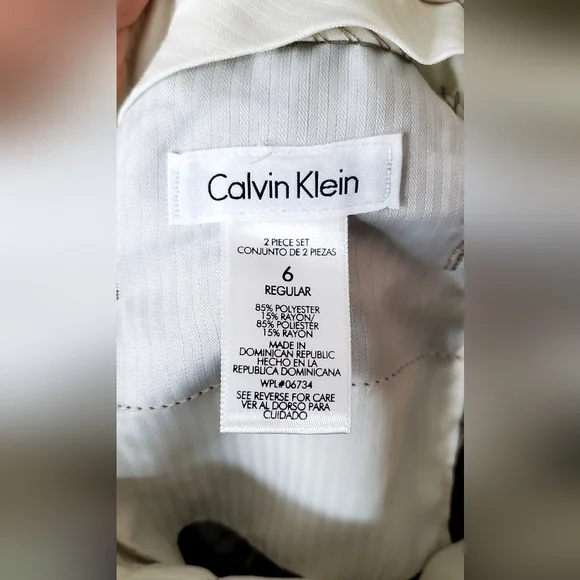 Calvin Klein
2 PIECE SET
CONJUNTO DE 2 PIEZAS
6
REGULAR
85% POLYESTER
15% RAYON/
85% POLIESTER
15% RAYON
MADE IN
DOMINICAN REPUBLIC
HECHO EN LA
REPUBLICA DOMINICANA
WPL#06734
SEE REVERSE FOR CARE
VER AL DORSO PARA
CUIDADO